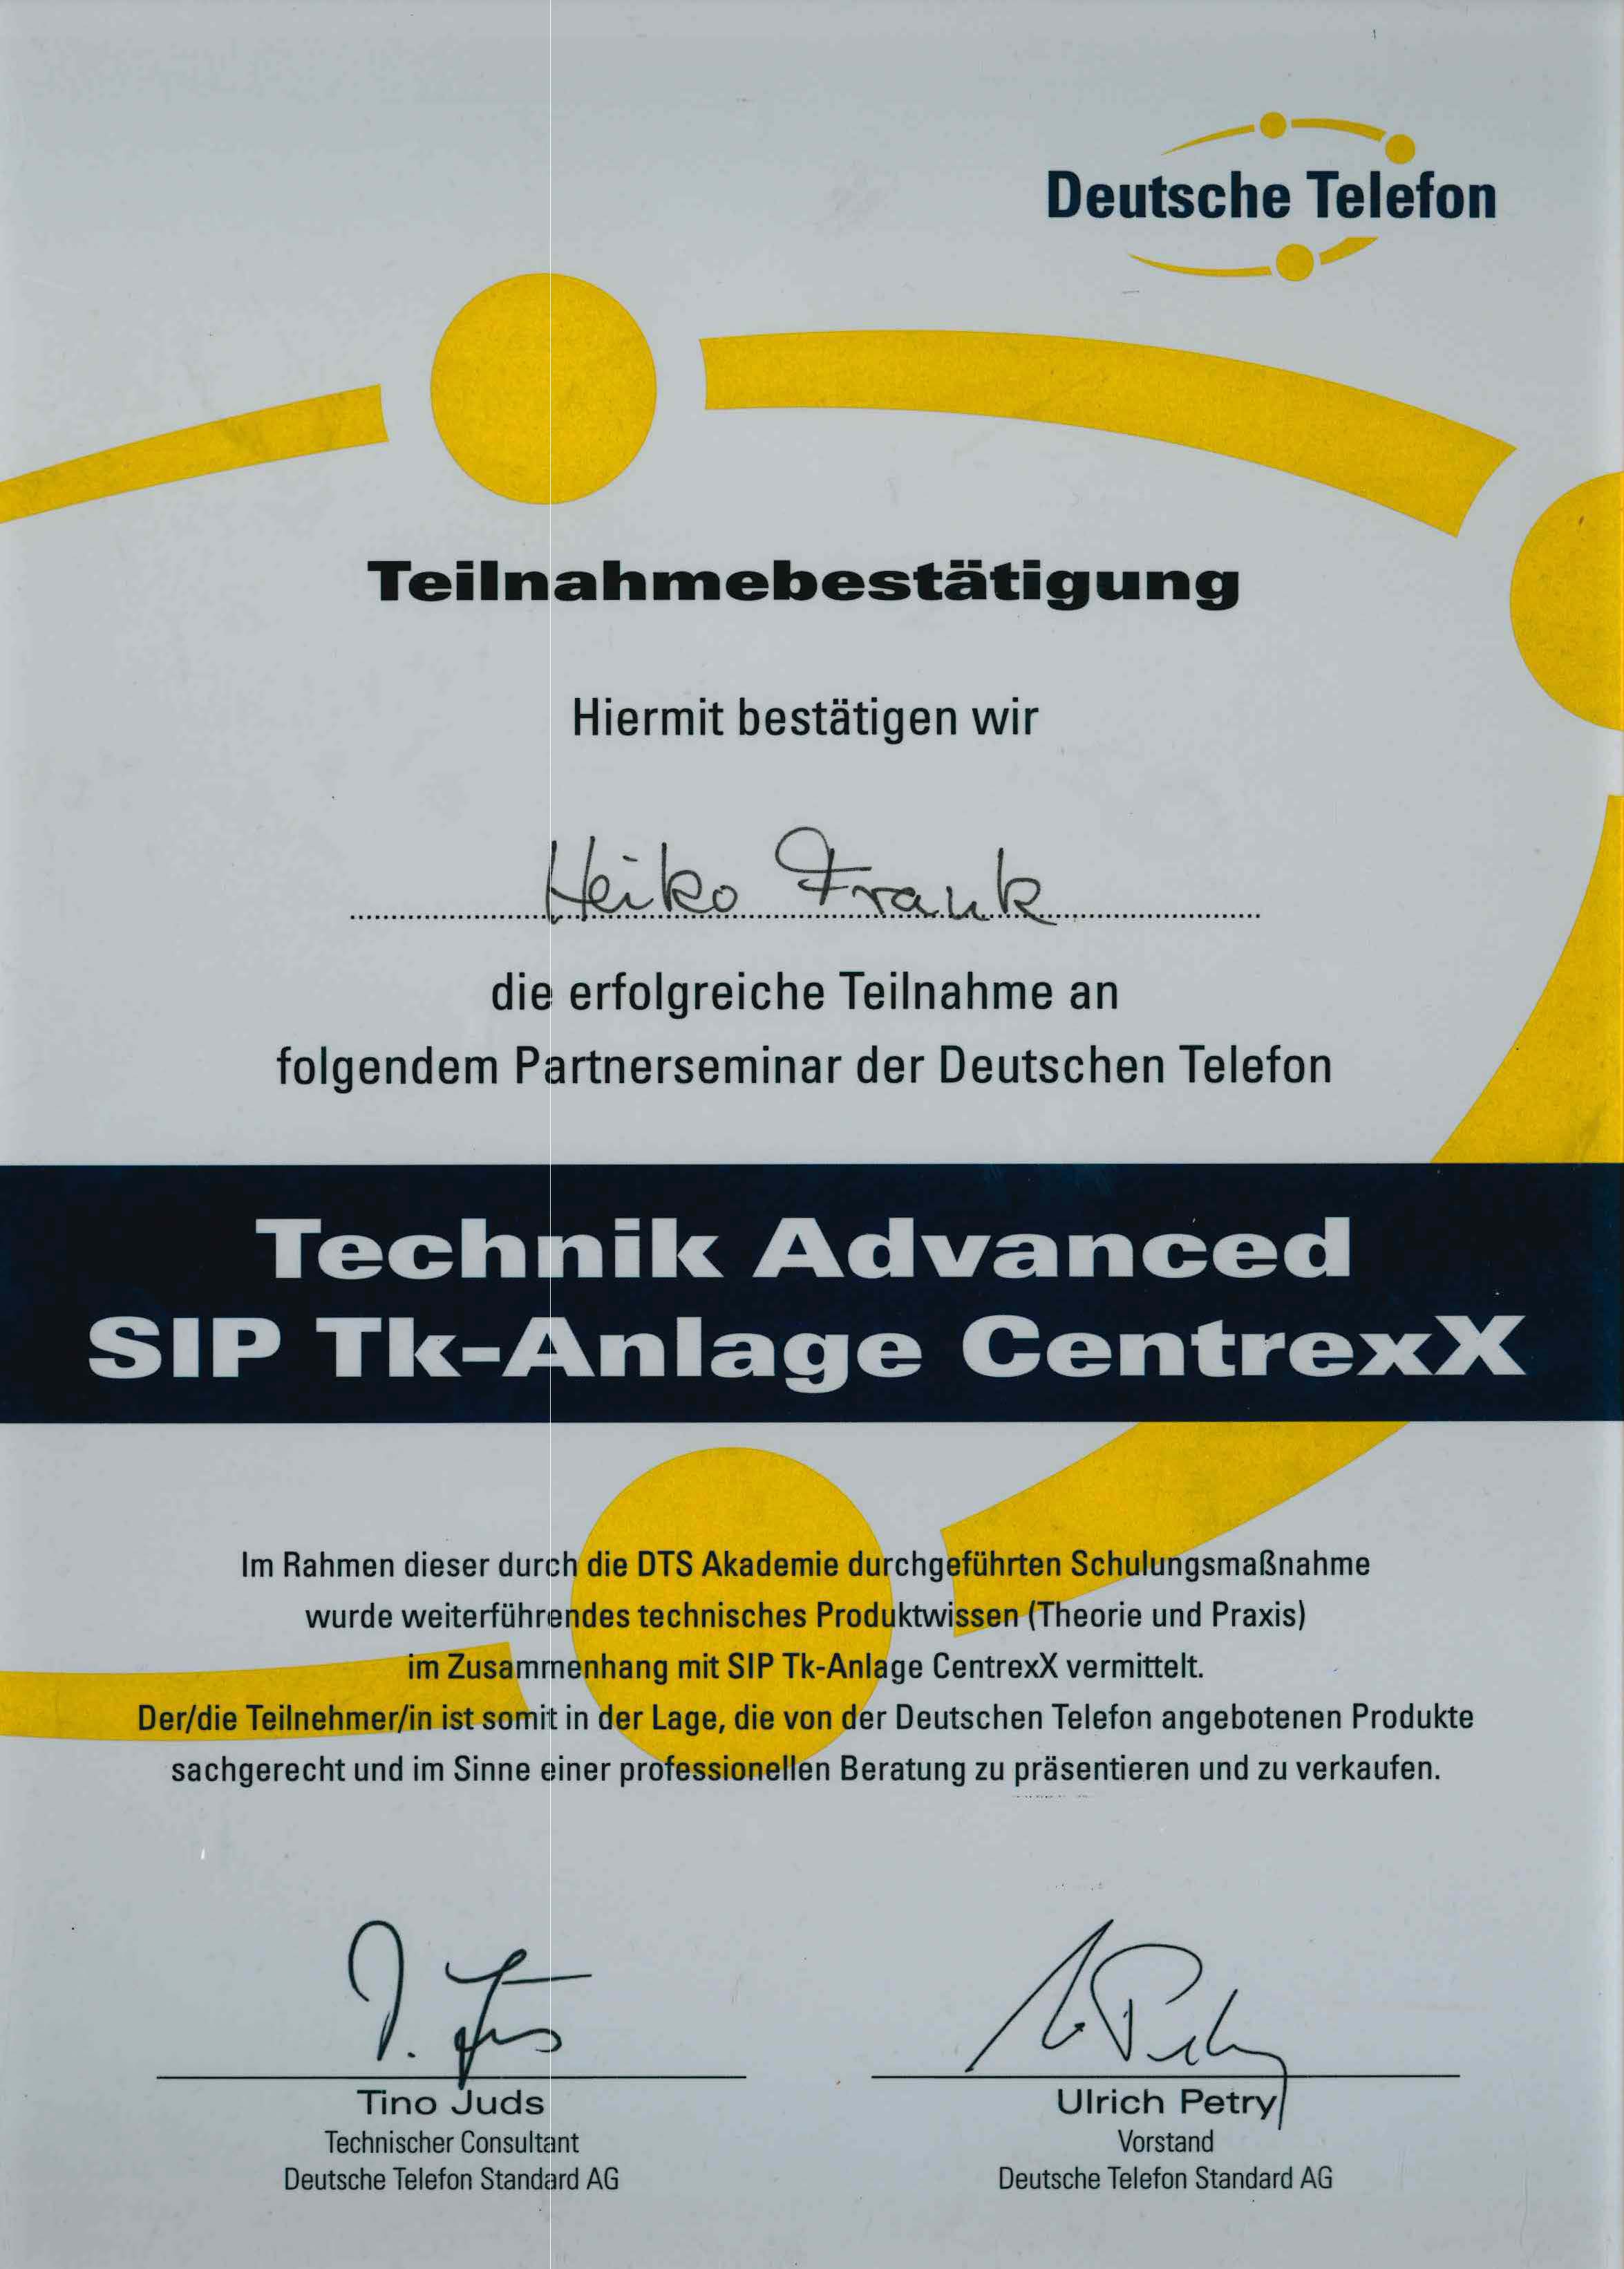 Deutsche Telefon
Teilnahmebestätigung
Hiermit bestätigen wir
Heiko Frank
die erfolgreiche Teilnahme an
folgendem Partnerseminar der Deutschen Telefon
Technik Advanced
SIP Tk-Anlage CentrexX
Im Rahmen dieser durch die DTS Akademie durchgeführten Schulungsmaßnahme
wurde weiterführendes technisches Produktwissen (Theorie und Praxis)
im Zusammenhang mit SIP Tk-Anlage CentrexX vermittelt.
Der/die Teilnehmer/in ist somit in der Lage, die von der Deutschen Telefon angebotenen Produkte
sachgerecht und im Sinne einer professionellen Beratung zu präsentieren und zu verkaufen.
T. Juds
U. Petry
Tino Juds
Technischer Consultant
Deutsche Telefon Standard AG
Ulrich Petry
Vorstand
Deutsche Telefon Standard AG